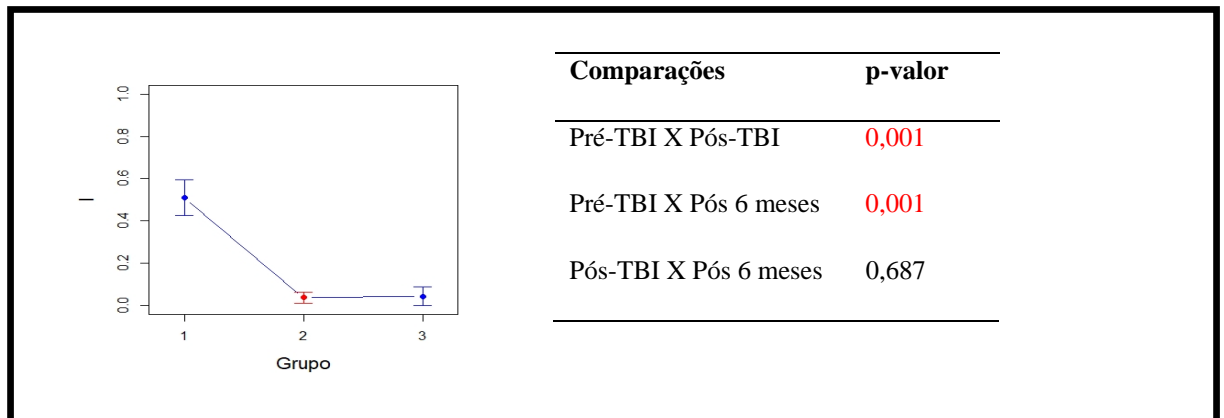 Comparações p-valor
Pré-TBI X Pós-TBI 0,001
Pré-TBI X Pós 6 meses 0,001
Pós-TBI X Pós 6 meses 0,687
1.0
0.8
0.6
0.4
0.2
0.0
I
1 2 3
Grupo